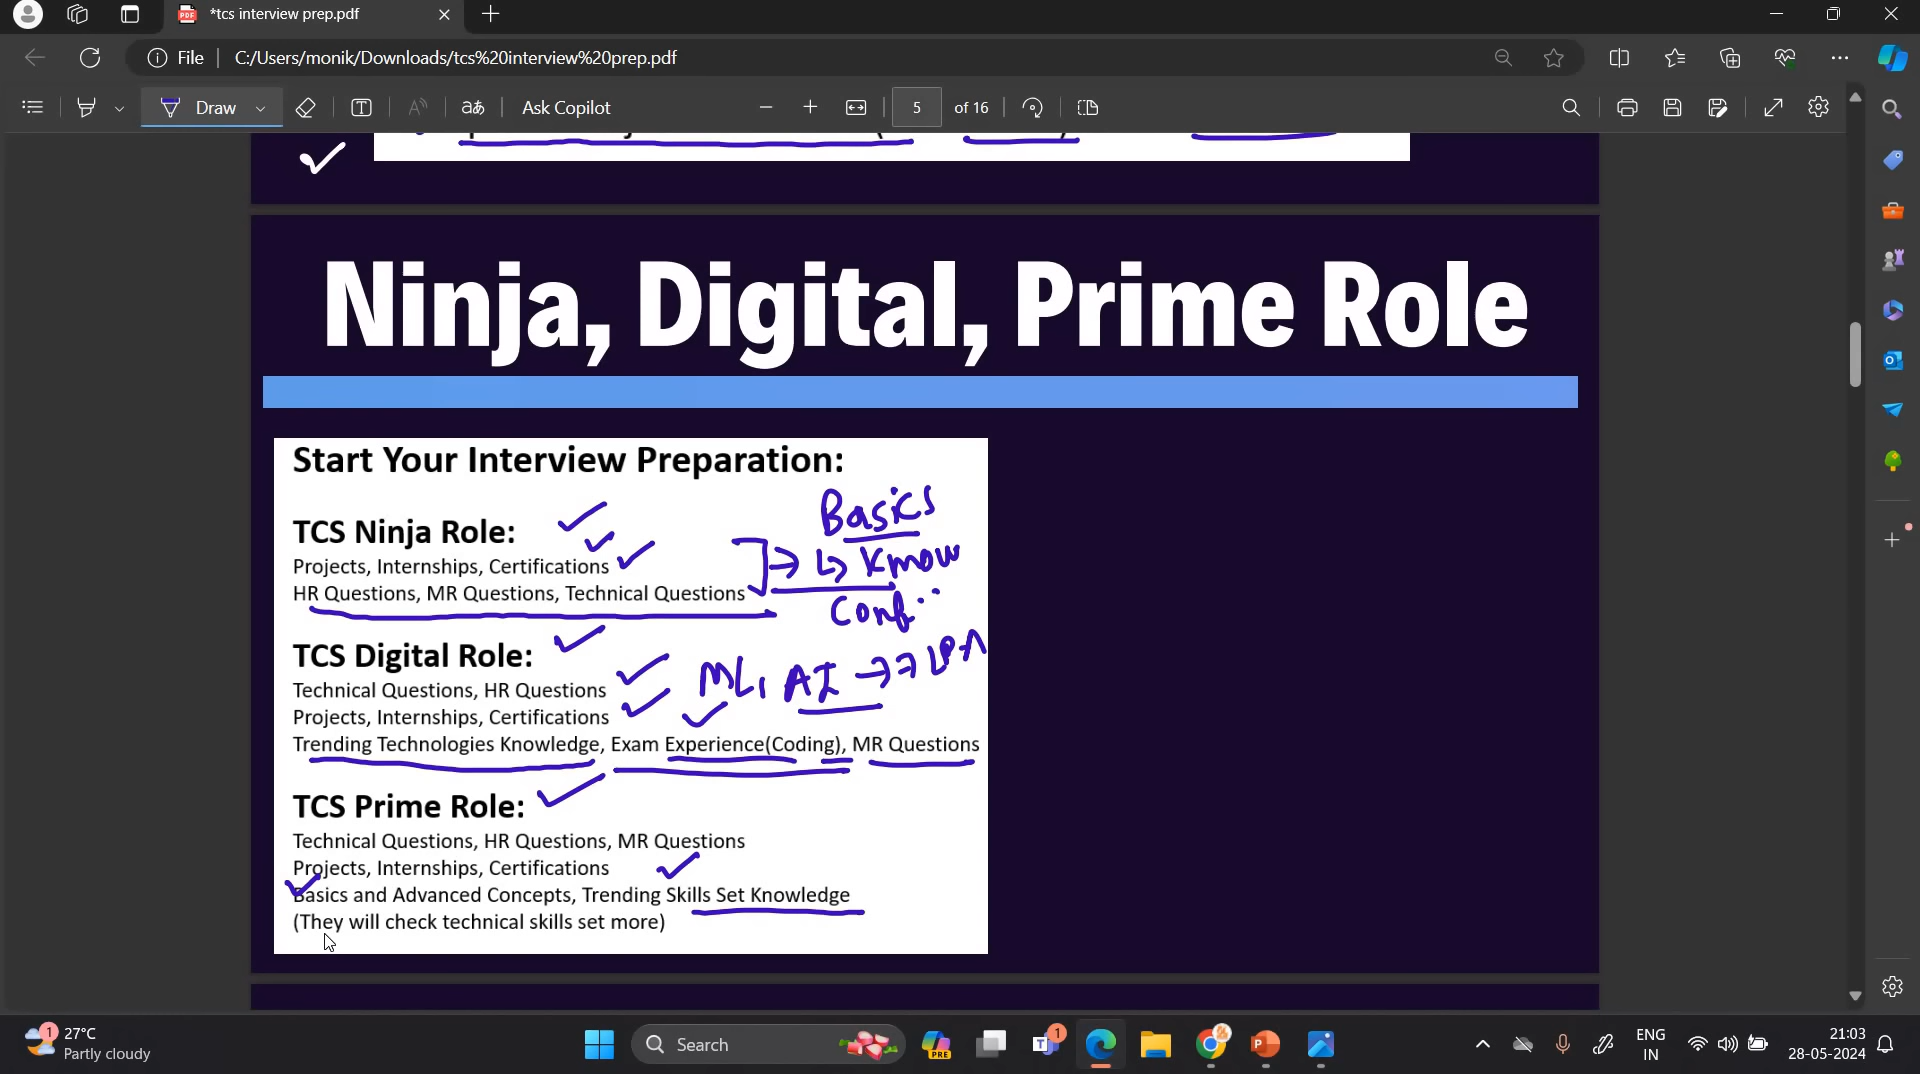 *tcs interview prep.pdf
File
C:/Users/monik/Downloads/tcs%20interview%20prep.pdf
Draw
Ask Copilot
5
of 16
Ninja, Digital, Prime Role
Start Your Interview Preparation:
Basics
TCS Ninja Role:
Projects, Internships, Certifications
Know
HR Questions, MR Questions, Technical Questions
Conf..
TCS Digital Role:
ML, AI → 7 LPA
Technical Questions, HR Questions
Projects, Internships, Certifications
Trending Technologies Knowledge, Exam Experience(Coding), MR Questions
TCS Prime Role:
Technical Questions, HR Questions, MR Questions
Projects, Internships, Certifications
Basics and Advanced Concepts, Trending Skills Set Knowledge
(They will check technical skills set more)
1
27°C
Partly cloudy
Search
PRE
1
ENG
IN
21:03
28-05-2024